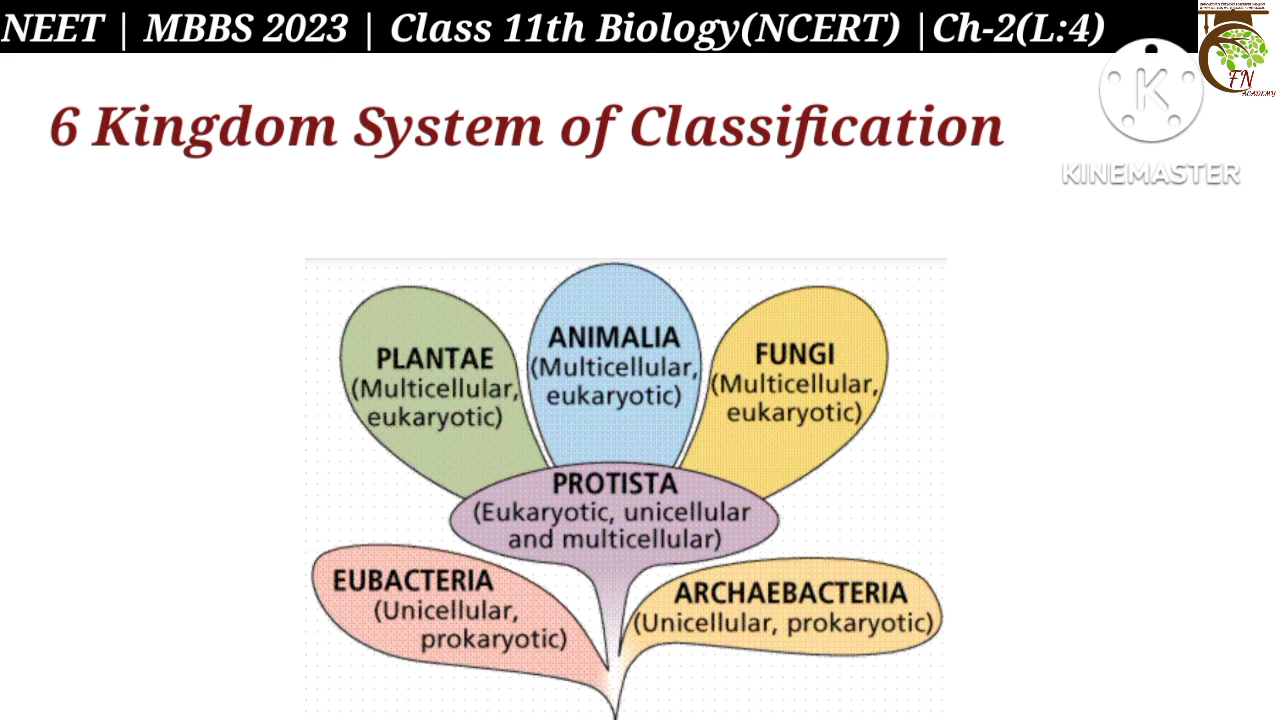 NEET | MBBS 2023 | Class 11th Biology(NCERT) |Ch-2(L:4)
FN
ACADEMY
K
KINEMASTER
6 Kingdom System of Classification
ANIMALIA
(Multicellular,
eukaryotic)
PLANTAE
(Multicellular,
eukaryotic)
FUNGI
(Multicellular,
eukaryotic)
PROTISTA
(Eukaryotic, unicellular
and multicellular)
EUBACTERIA
(Unicellular,
prokaryotic)
ARCHAEBACTERIA
(Unicellular, prokaryotic)